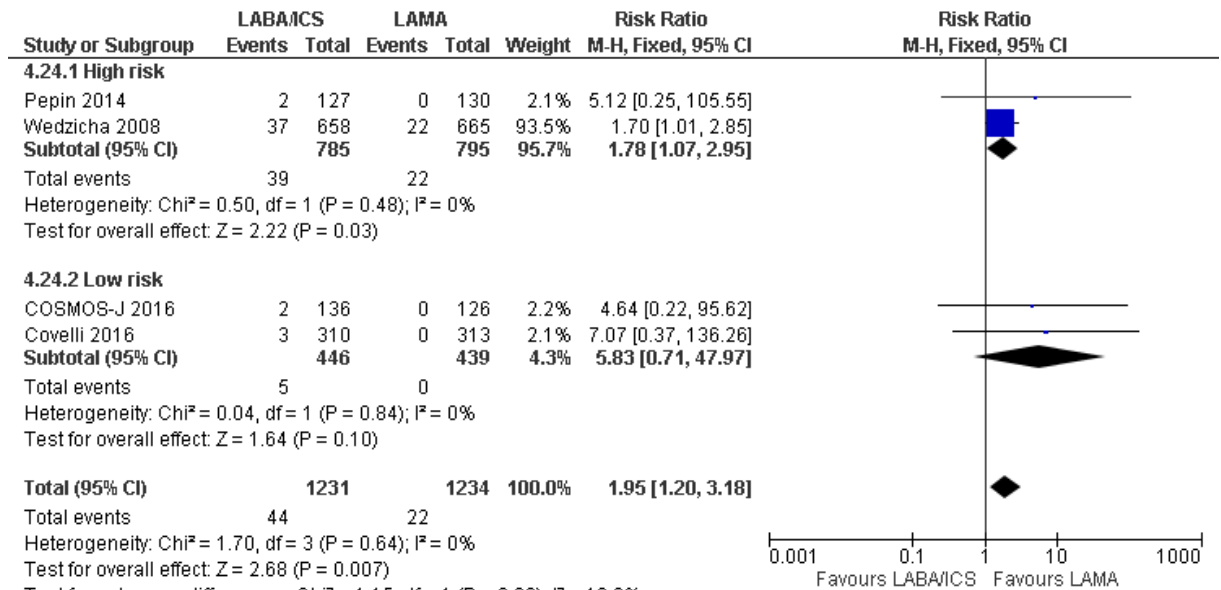 LABA/ICS LAMA Risk Ratio Risk Ratio
Study or Subgroup Events Total Events Total Weight M-H, Fixed, 95% CI M-H, Fixed, 95% CI
4.24.1 High risk
Pepin 2014 2 127 0 130 2.1% 5.12 [0.25, 105.55]
Wedzicha 2008 37 658 22 665 93.5% 1.70 [1.01, 2.85]
Subtotal (95% CI) 785 795 95.7% 1.78 [1.07, 2.95]
Total events 39 22
Heterogeneity: Chi² = 0.50, df = 1 (P = 0.48); I² = 0%
Test for overall effect: Z = 2.22 (P = 0.03)
4.24.2 Low risk
COSMOS-J 2016 2 136 0 126 2.2% 4.64 [0.22, 95.62]
Covelli 2016 3 310 0 313 2.1% 7.07 [0.37, 136.26]
Subtotal (95% CI) 446 439 4.3% 5.83 [0.71, 47.97]
Total events 5 0
Heterogeneity: Chi² = 0.04, df = 1 (P = 0.84); I² = 0%
Test for overall effect: Z = 1.64 (P = 0.10)
Total (95% CI) 1231 1234 100.0% 1.95 [1.20, 3.18]
Total events 44 22
Heterogeneity: Chi² = 1.70, df = 3 (P = 0.64); I² = 0%
Test for overall effect: Z = 2.68 (P = 0.007)
0.001 0.1 1 10 1000
Favours LABA/ICS Favours LAMA